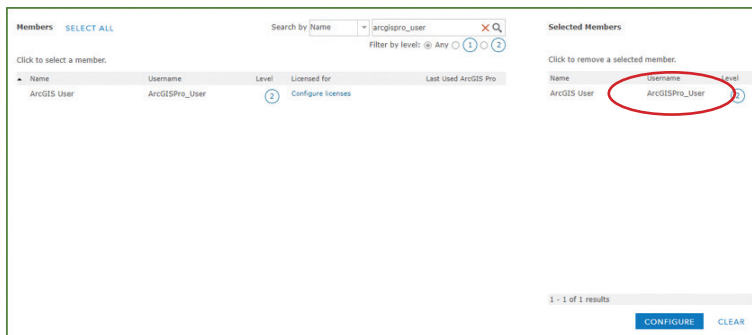 Members SELECT ALL Search by Name arcgispro_user
Filter by level: Any 1 2
Click to select a member.
Name Username Level Licensed for Last Used ArcGIS Pro
ArcGIS User ArcGISPro_User 2 Configure licenses
Selected Members
Click to remove a selected member.
Name Username Level
ArcGIS User ArcGISPro_User 2
1 - 1 of 1 results
CONFIGURE CLEAR